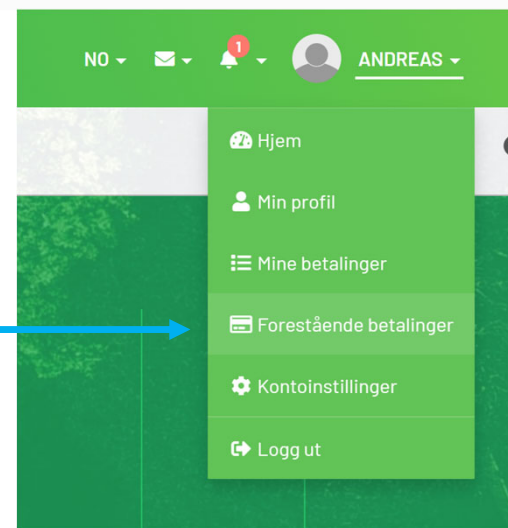 NO
1
ANDREAS
Hjem
Min profil
Mine betalinger
Forestående betalinger
Kontoinstillinger
Logg ut